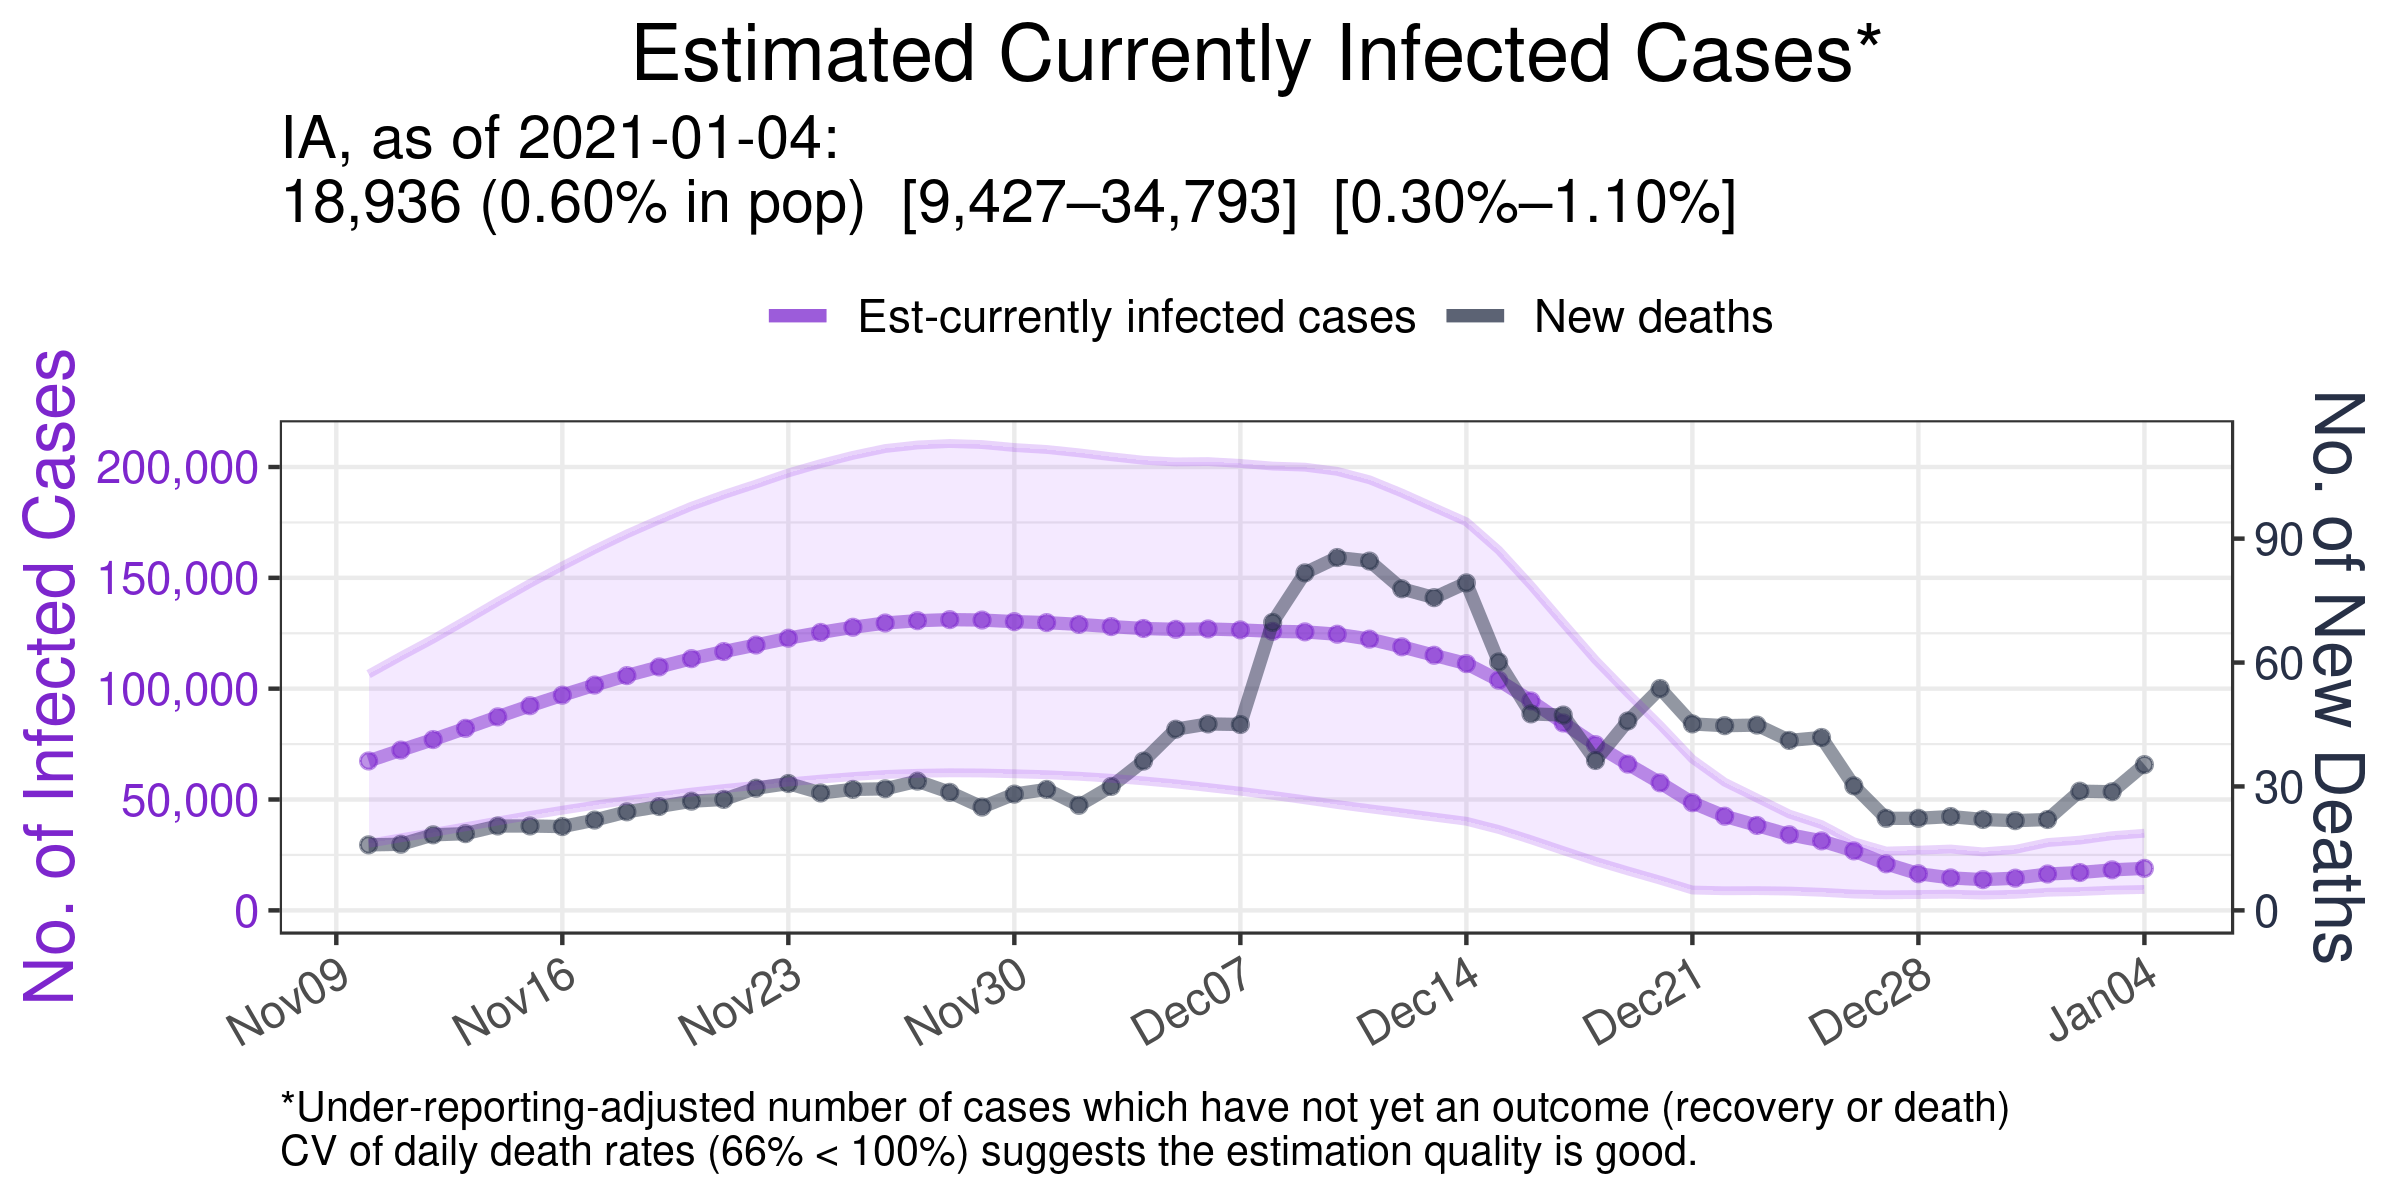 Estimated Currently Infected Cases*
IA, as of 2021-01-04:
18,936 (0.60% in pop)  [9,427–34,793]  [0.30%–1.10%]
Est-currently infected cases
New deaths
No. of Infected Cases
200,000
150,000
100,000
50,000
0
No. of New Deaths
90
60
30
0
Nov09
Nov16
Nov23
Nov30
Dec07
Dec14
Dec21
Dec28
Jan04
*Under-reporting-adjusted number of cases which have not yet an outcome (recovery or death)
CV of daily death rates (66% < 100%) suggests the estimation quality is good.